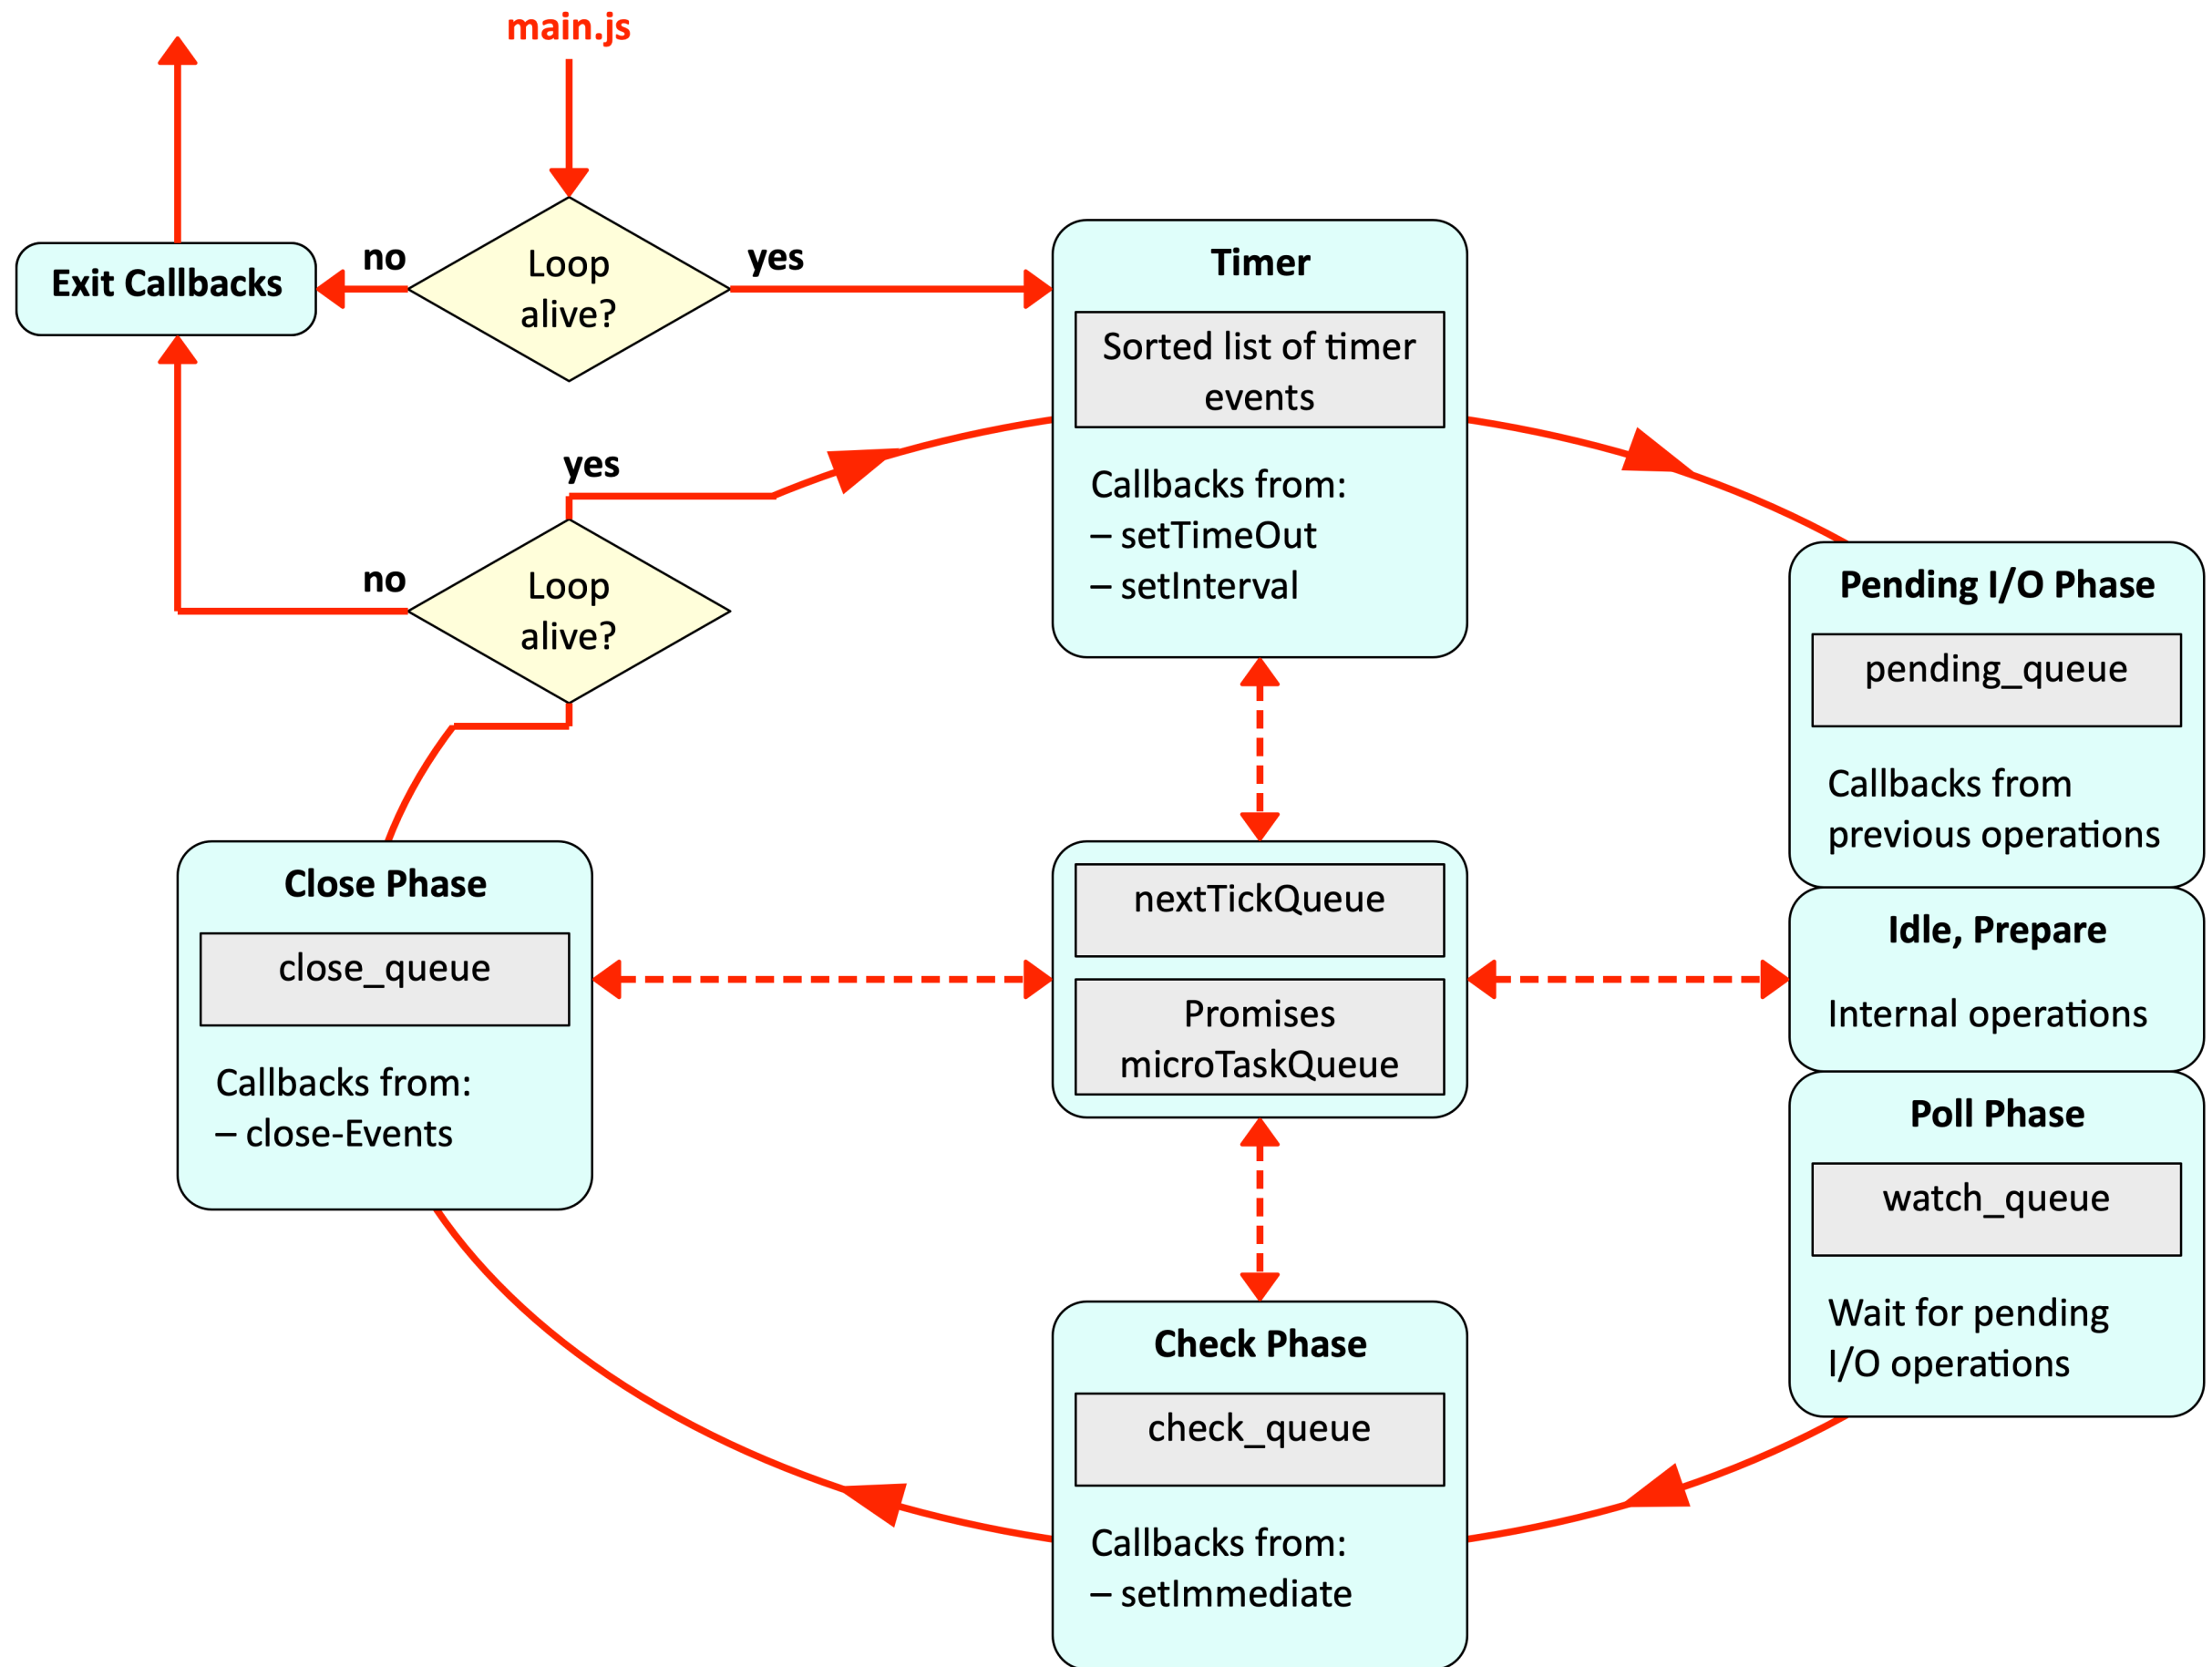 main.js
no
Loop
alive?
yes
Exit Callbacks
Timer
Sorted list of timer
events
Callbacks from:
– setTimeOut
– setInterval
yes
no
Loop
alive?
Pending I/O Phase
pending_queue
Callbacks from
previous operations
Close Phase
close_queue
Callbacks from:
– close-Events
nextTickQueue
Promises
microTaskQueue
Idle, Prepare
Internal operations
Poll Phase
watch_queue
Wait for pending
I/O operations
Check Phase
check_queue
Callbacks from:
– setImmediate